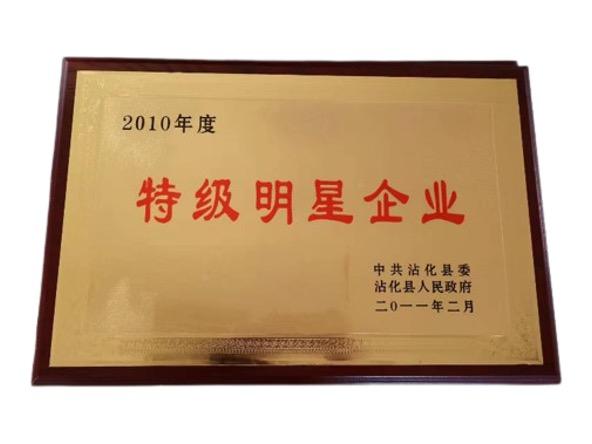 2010年度
特级明星企业
中共沾化县委
沾化县人民政府
二0一一年二月